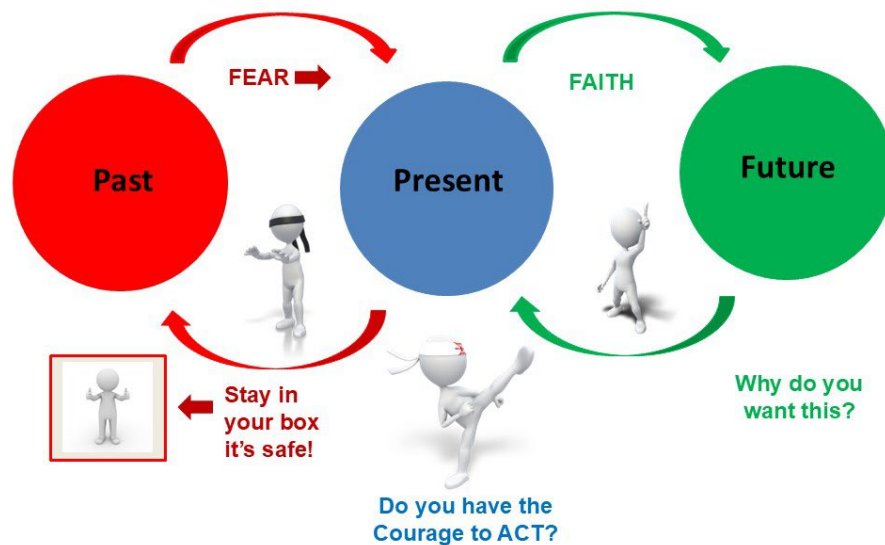 FEAR
FAITH
Past
Present
Future
Stay in
your box
it’s safe!
Why do you
want this?
Do you have the
Courage to ACT?